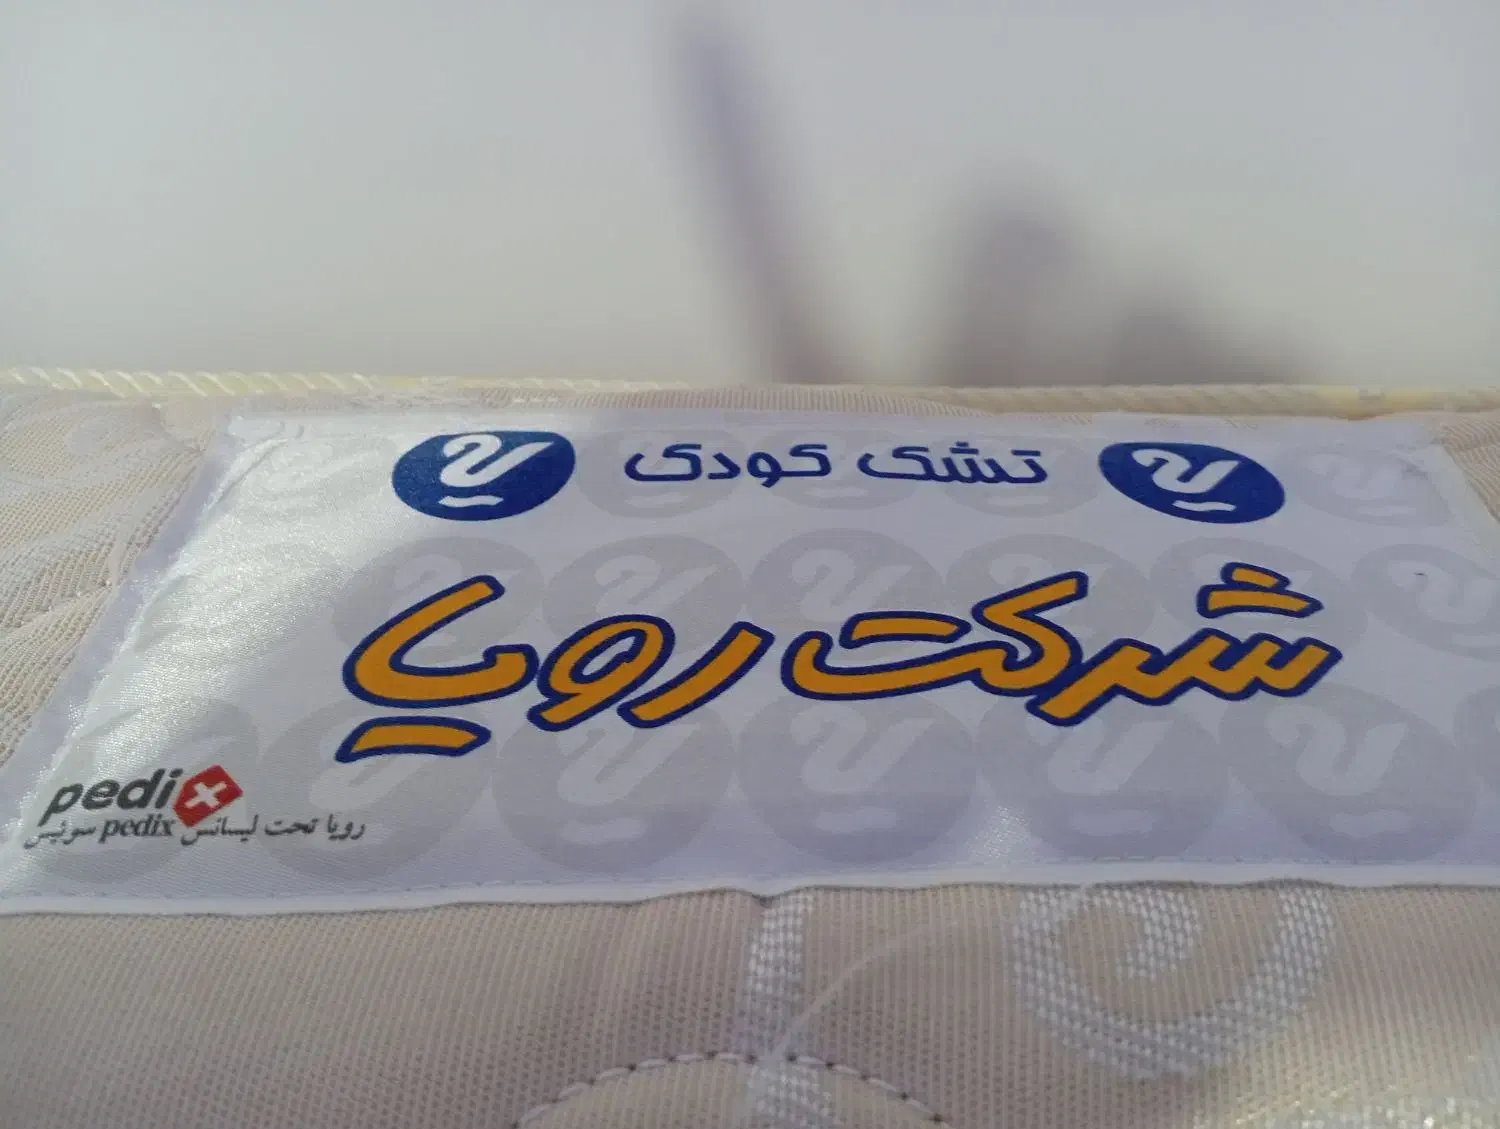 تشک کودک
شرکت رویا
pedix
رویا تحت لیسانس pedix سوئیس